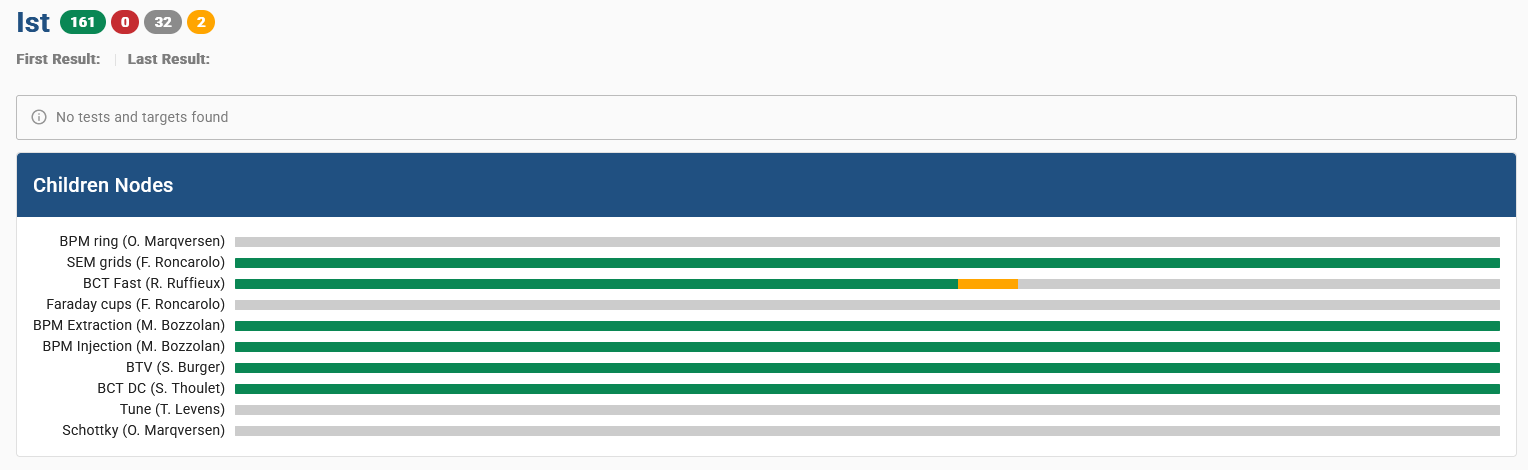 Ist 161 0 32 2
First Result: Last Result:
No tests and targets found
Children Nodes
BPM ring (O. Marqversen)
SEM grids (F. Roncarolo)
BCT Fast (R. Ruffieux)
Faraday cups (F. Roncarolo)
BPM Extraction (M. Bozzolan)
BPM Injection (M. Bozzolan)
BTV (S. Burger)
BCT DC (S. Thoulet)
Tune (T. Levens)
Schottky (O. Marqversen)